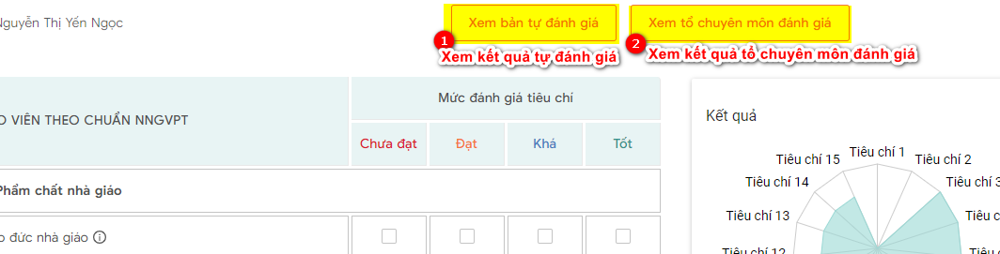 Nguyễn Thị Yến Ngọc
Xem bản tự đánh giá
Xem tổ chuyên môn đánh giá
1
Xem kết quả tự đánh giá
2
Xem kết quả tổ chuyên môn đánh giá
O VIÊN THEO CHUẨN NNGVPT
Mức đánh giá tiêu chí
Chưa đạt
Đạt
Khá
Tốt
Phẩm chất nhà giáo
o đức nhà giáo
Kết quả
Tiêu chí 1
Tiêu chí 15
Tiêu chí 2
Tiêu chí 14
Tiêu chí 3
Tiêu chí 13
Tiêu c
Tiêu chí 12
Tiêu